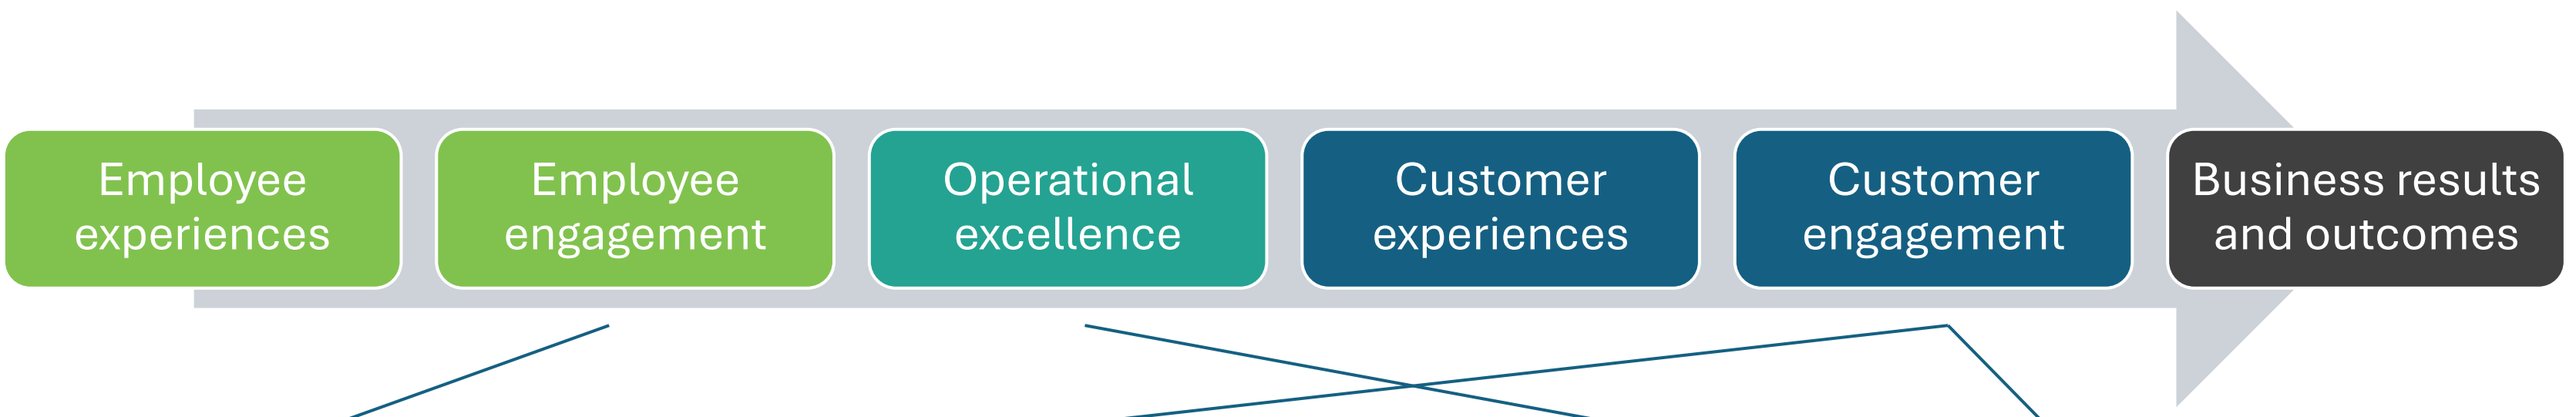 Employee
experiences
Employee
engagement
Operational
excellence
Customer
experiences
Customer
engagement
Business results
and outcomes